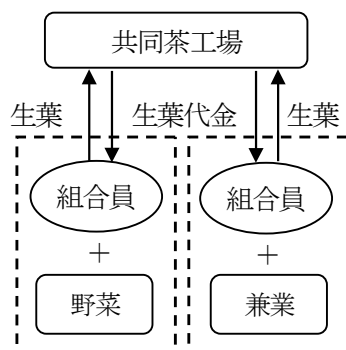 共同茶工場
生葉 生葉代金 生葉
組合員 組合員
＋ ＋
野菜 兼業